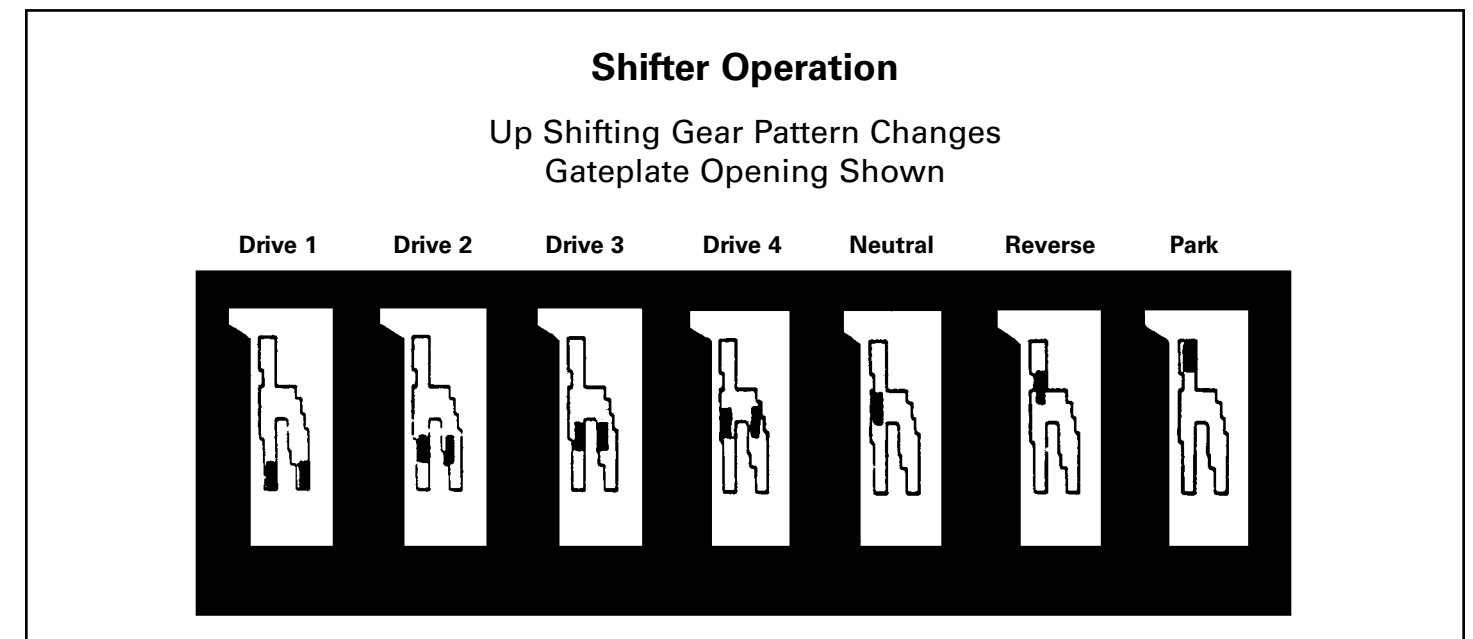 Shifter Operation
Up Shifting Gear Pattern Changes
Gateplate Opening Shown
Drive 1 Drive 2 Drive 3 Drive 4 Neutral Reverse Park